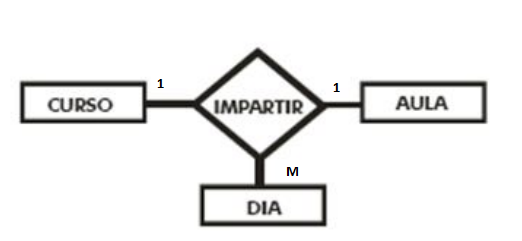 1
1
CURSO
IMPARTIR
AULA
M
DIA